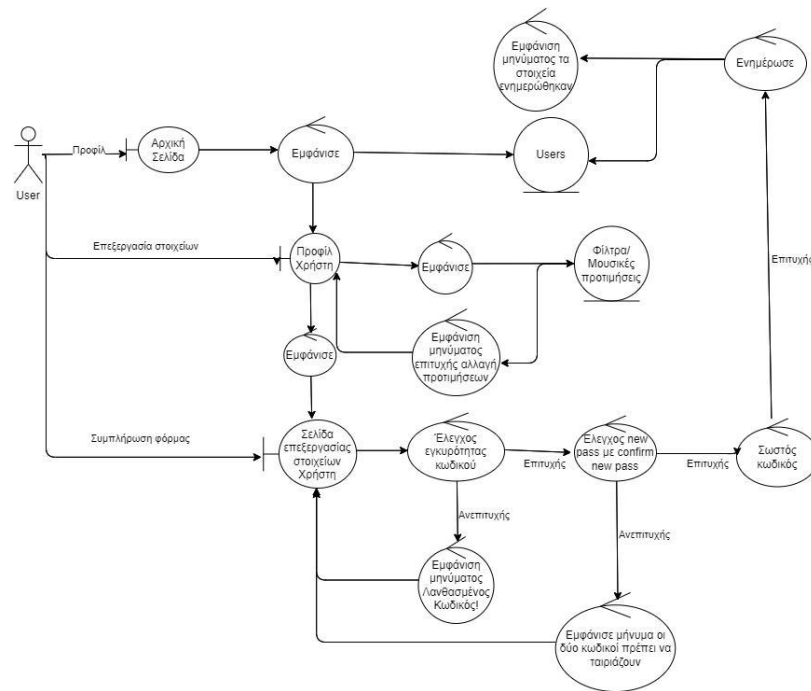 Εμφάνιση
μηνύματος τα
στοιχεία
ενημερώθηκαν
Ενημέρωσε
Προφίλ
Αρχική
Σελίδα
Εμφάνισε
Users
User
Επεξεργασία στοιχείων
Προφίλ
Χρήστη
Εμφάνισε
Φίλτρα/
Μουσικές
προτιμήσεις
Επιτυχής
Εμφάνιση
μηνύματος
επιτυχής αλλαγή
προτιμήσεων
Εμφάνισε
Συμπλήρωση φόρμας
Σελίδα
επεξεργασίας
στοιχείων
Χρήστη
Έλεγχος
εγκυρότητας
κωδικού
Επιτυχής
Έλεγχος new
pass με confirm
new pass
Επιτυχής
Σωστός
κωδικός
Ανεπιτυχής
Ανεπιτυχής
Εμφάνιση
μηνύματος
Λανθασμένος
Κωδικός!
Εμφάνισε μήνυμα οι
δύο κωδικοί πρέπει να
ταιριάζουν